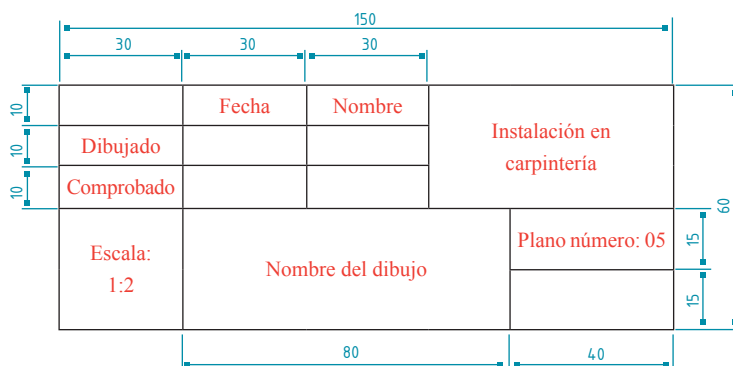 150
30 30 30
10 Fecha Nombre
Instalación en
carpintería
10 Dibujado
10 Comprobado
60
Escala:
1:2
Nombre del dibujo
Plano número: 05 15
15
80 40